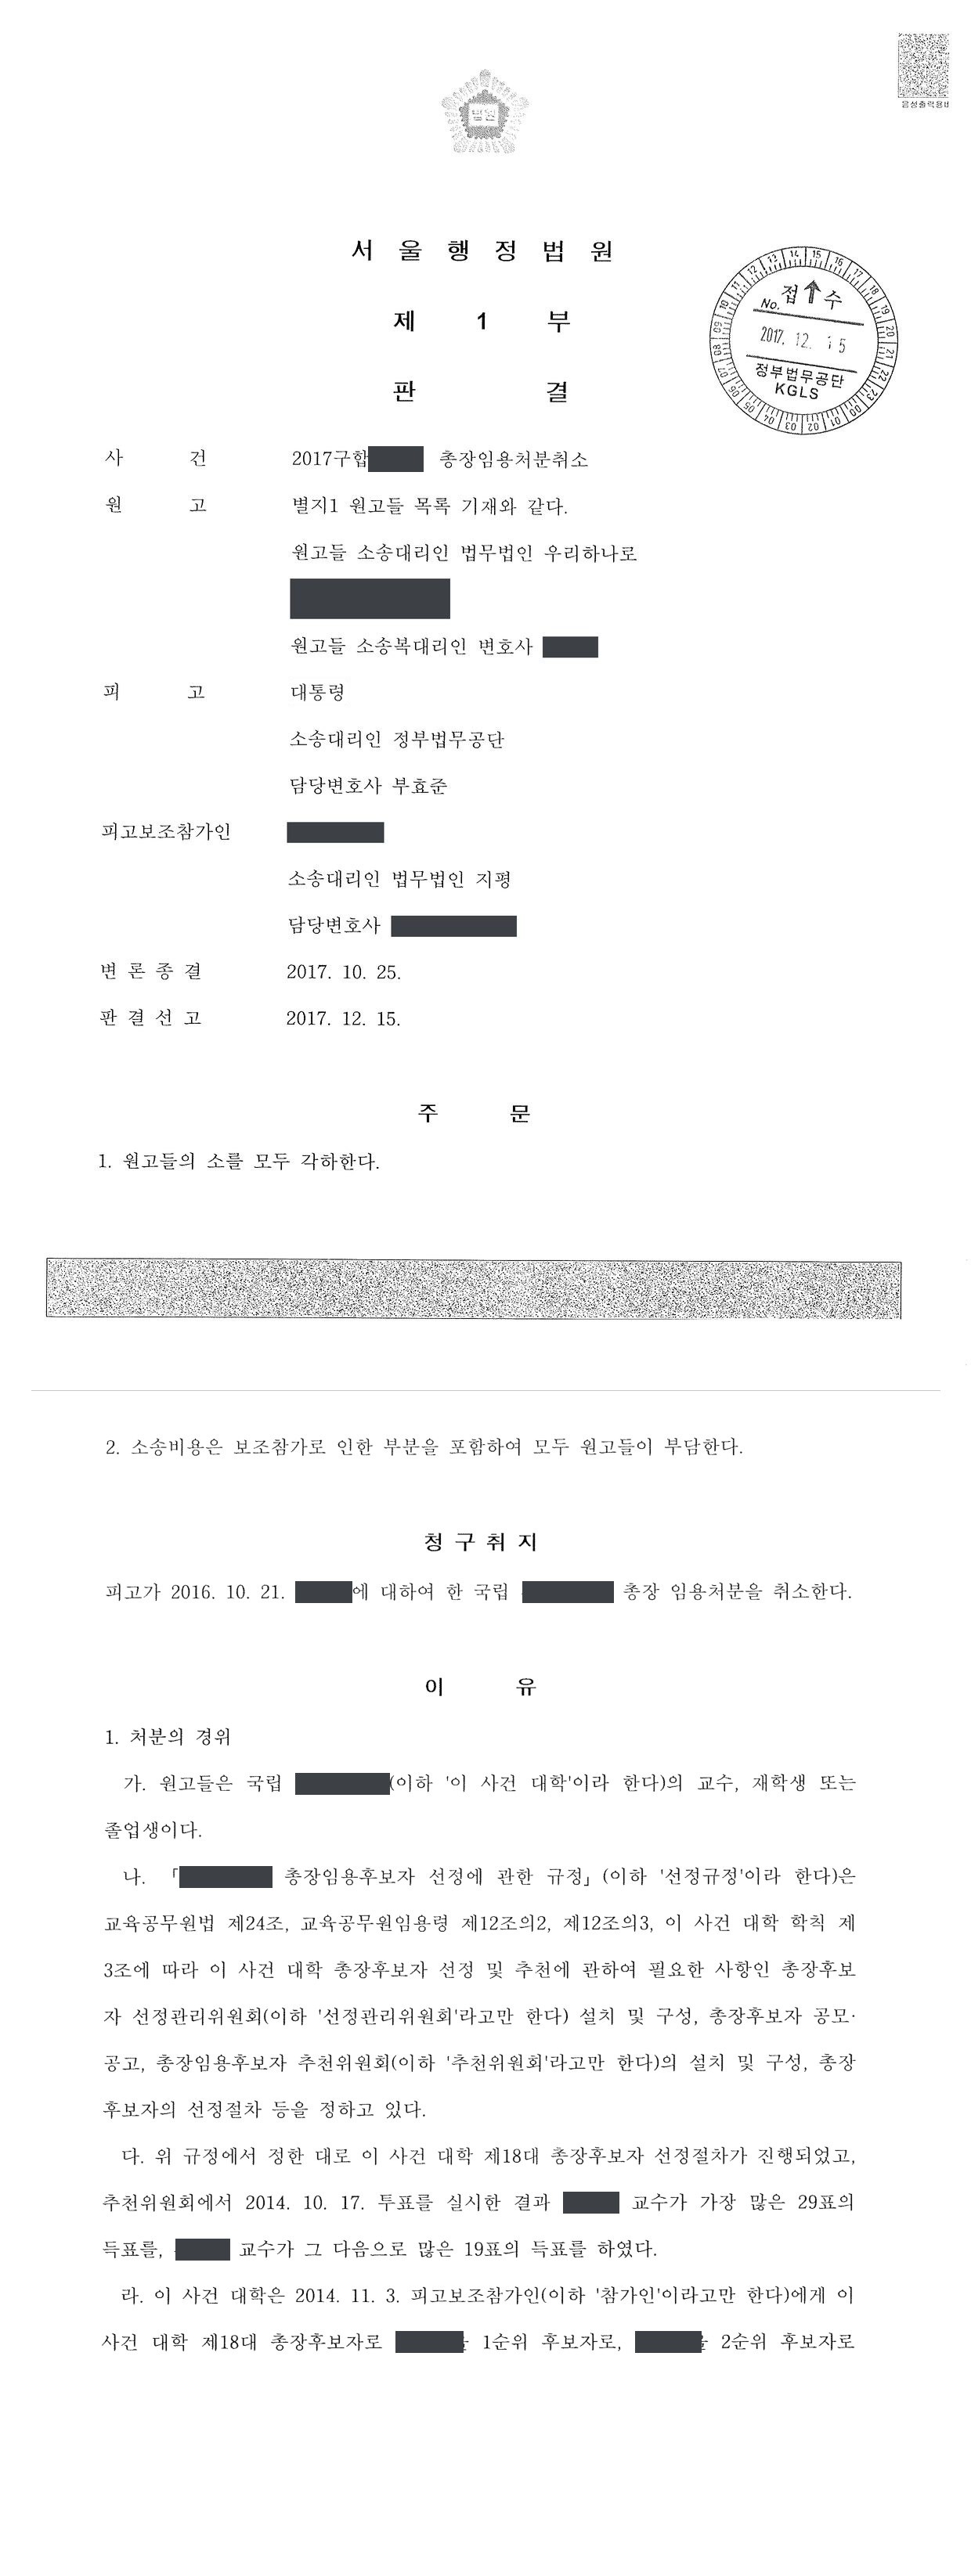 음성출력용바
법원
서 울 행 정 법 원
제 1 부
판 결
No. 접수
2017. 12. 15
정부법무공단
KGLS
사 건 2017구합 총장임용처분취소
원 고 별지1 원고들 목록 기재와 같다.
원고들 소송대리인 법무법인 우리하나로
원고들 소송복대리인 변호사
피 고 대통령
소송대리인 정부법무공단
담당변호사 부효준
피고보조참가인
소송대리인 법무법인 지평
담당변호사
변 론 종 결 2017. 10. 25.
판 결 선 고 2017. 12. 15.
주 문
1. 원고들의 소를 모두 각하한다.
2. 소송비용은 보조참가로 인한 부분을 포함하여 모두 원고들이 부담한다.
청 구 취 지
피고가 2016. 10. 21. 에 대하여 한 국립 총장 임용처분을 취소한다.
이 유
1. 처분의 경위
가. 원고들은 국립 (이하 '이 사건 대학'이라 한다)의 교수, 재학생 또는
졸업생이다.
나. 「 총장임용후보자 선정에 관한 규정」(이하 '선정규정'이라 한다)은
교육공무원법 제24조, 교육공무원임용령 제12조의2, 제12조의3, 이 사건 대학 학칙 제
3조에 따라 이 사건 대학 총장후보자 선정 및 추천에 관하여 필요한 사항인 총장후보
자 선정관리위원회(이하 '선정관리위원회'라고만 한다) 설치 및 구성, 총장후보자 공모·
공고, 총장임용후보자 추천위원회(이하 '추천위원회'라고만 한다)의 설치 및 구성, 총장
후보자의 선정절차 등을 정하고 있다.
다. 위 규정에서 정한 대로 이 사건 대학 제18대 총장후보자 선정절차가 진행되었고,
추천위원회에서 2014. 10. 17. 투표를 실시한 결과 교수가 가장 많은 29표의
득표를, 교수가 그 다음으로 많은 19표의 득표를 하였다.
라. 이 사건 대학은 2014. 11. 3. 피고보조참가인(이하 '참가인'이라고만 한다)에게 이
사건 대학 제18대 총장후보자로 1순위 후보자로, 2순위 후보자로